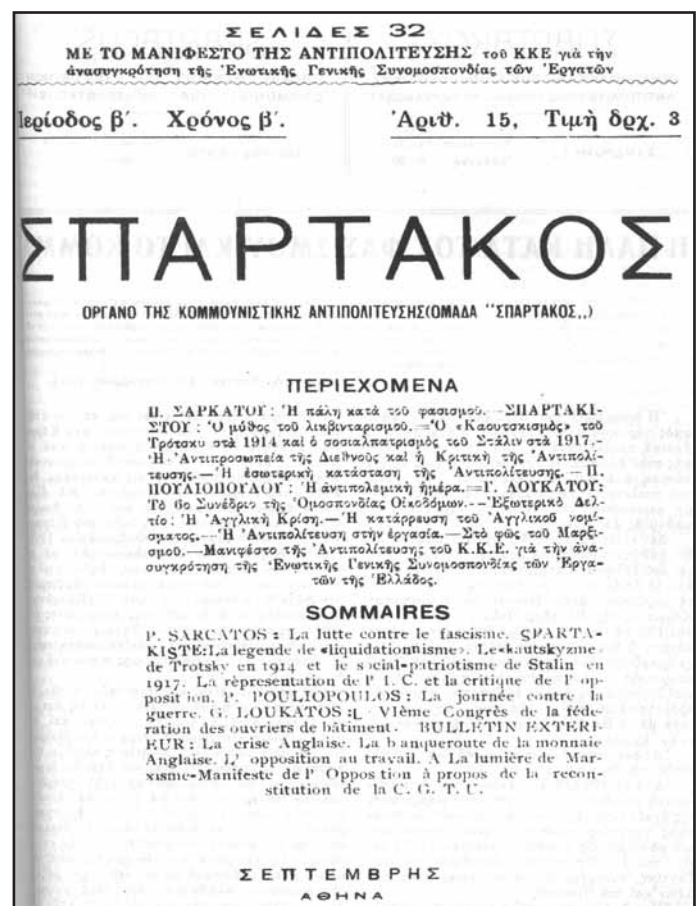 ΣΕΛΙΔΕΣ 32
ΜΕ ΤΟ ΜΑΝΙΦΕΣΤΟ ΤΗΣ ΑΝΤΙΠΟΛΙΤΕΥΣΗΣ τοῦ ΚΚΕ γιὰ τὴν
ἀνασυγκρότηση τῆς Ἑνωτικῆς Γενικῆς Συνομοσπονδίας τῶν Ἐργατῶν
Περίοδος β΄. Χρόνος β΄. Ἀριθ. 15, Τιμὴ δρχ. 3
ΣΠΑΡΤΑΚΟΣ
ΟΡΓΑΝΟ ΤΗΣ ΚΟΜΜΟΥΝΙΣΤΙΚΗΣ ΑΝΤΙΠΟΛΙΤΕΥΣΗΣ(ΟΜΑΔΑ "ΣΠΑΡΤΑΚΟΣ,,)
ΠΕΡΙΕΧΟΜΕΝΑ
Π. ΣΑΡΚΑΤΟΥ: Ἡ πάλη κατὰ τοῦ φασισμοῦ.—ΣΠΑΡΤΑΚΙ-
ΣΤΟΥ: Ὁ μύθος τοῦ λικβινταρισμοῦ.—Ὁ «Καουτσκισμὸς» τοῦ
Τρότσκυ στὰ 1914 καὶ ὁ σοσιαλπατρισμὸς τοῦ Στάλιν στὰ 1917.-
Ἡ Ἀντιπροσωπεία τῆς Διεθνοῦς καὶ ἡ Κριτικὴ τῆς Ἀντιπολί-
τευσης.—Ἡ ἐσωτερικὴ κατάσταση τῆς Ἀντιπολίτευσης.—Π.
ΠΟΥΛΙΟΠΟΥΛΟΥ: Ἡ ἀντιπολεμικὴ ἡμέρα.—Γ. ΛΟΥΚΑΤΟΥ:
Τὸ 6ο Συνέδριο τῆς Ὁμοσπονδίας Οἰκοδόμων.--Ἐξωτερικὸ Δελ-
τίο: Ἡ Ἀγγλικὴ Κρίση.—Ἡ κατάρρευση τοῦ Ἀγγλικοῦ νομί-
σματος.—Ἡ Ἀντιπολίτευση στὴν ἐργασία.—Στὸ φῶς τοῦ Μαρξι-
σμοῦ.—Μανιφέστο τῆς Ἀντιπολίτευσης τοῦ Κ.Κ.Ε. γιὰ τὴν ἀνα-
συγκρότηση τῆς Ἑνωτικῆς Γενικῆς Συνομοσπονδίας τῶν Ἐργα-
τῶν τῆς Ἑλλάδος.
SOMMAIRES
P. SARCATOS: La lutte contre le fascisme. SPARTA-
KISTE:La legende de «liquidationnisme». Le«kautskyzme
de Trotsky en 1914 et le social-patriotisme de Stalin en
1917. La rèpresentation de l' I. C. et la critique de l' op-
position. P. POULIOPOULOS: La journée contre la
guerre. G. LOUKATOS:L VIème Congrès de la féde-
ration des ouvriers de bâtiment. BULLETIN EXTERI-
EUR: La crise Anglaise. La banqueroute de la monnaie
Anglaise. L' opposition au travail. A La lumière de Mar-
xisme-Manifeste de l' Oppos tion à propos de la recon-
stitution de la C. G. T. U.
ΣΕΠΤΕΜΒΡΗΣ
ΑΘΗΝΑ